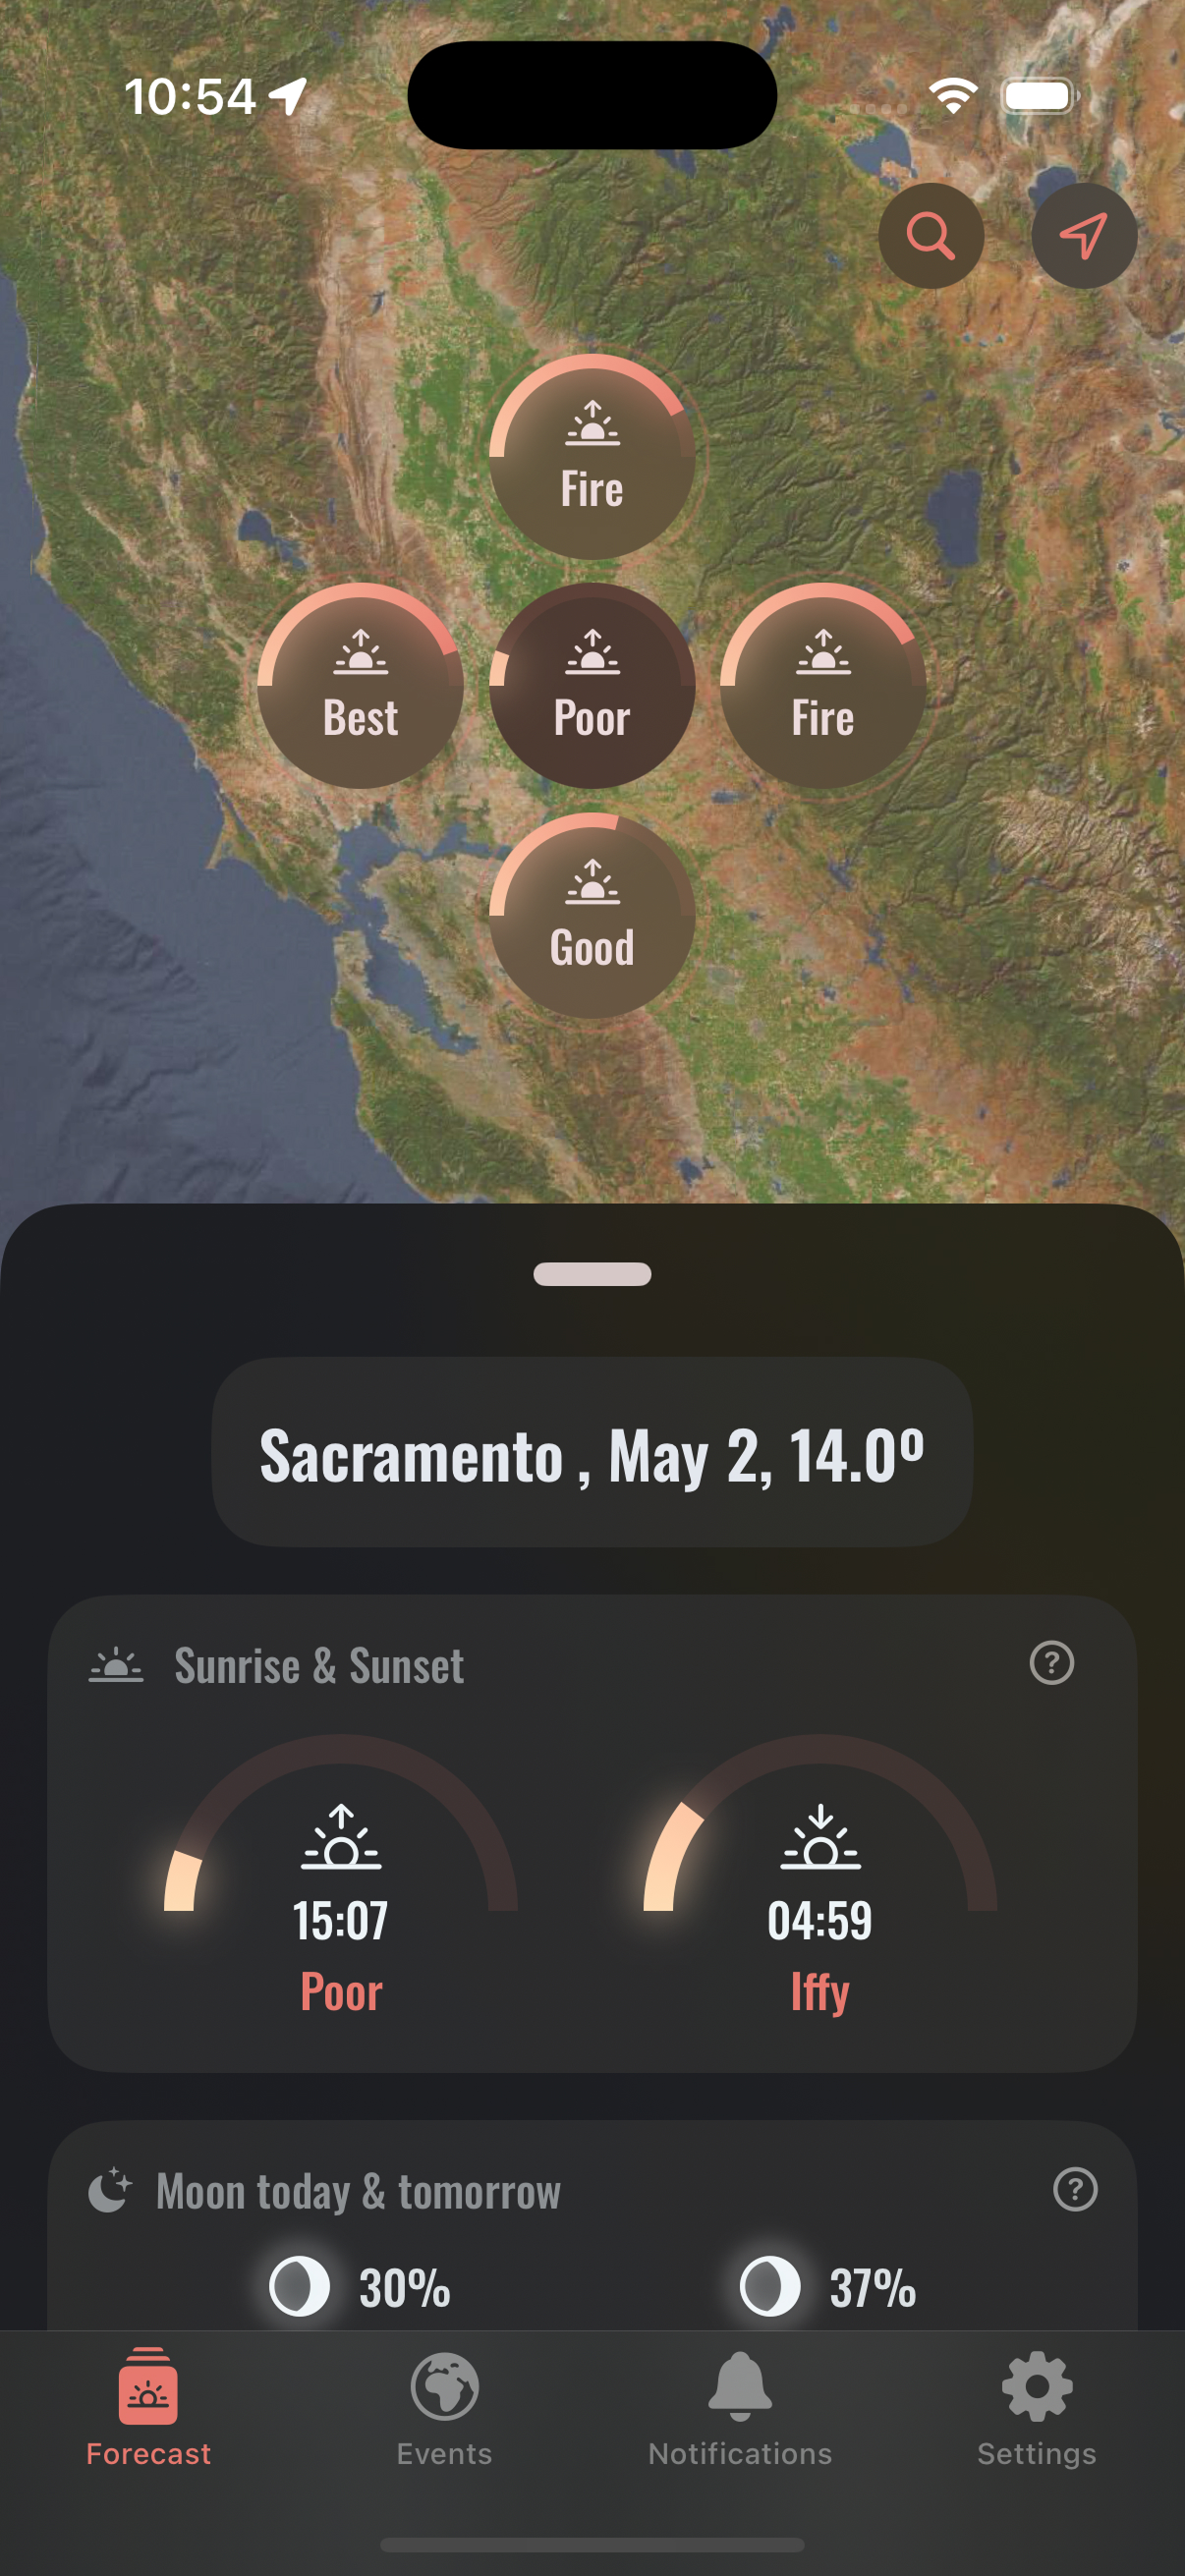 10:54
Fire
Best Poor Fire
Good
Sacramento , May 2, 14.0º
Sunrise & Sunset ?
15:07 04:59
Poor Iffy
Moon today & tomorrow ?
30% 37%
Forecast Events Notifications Settings